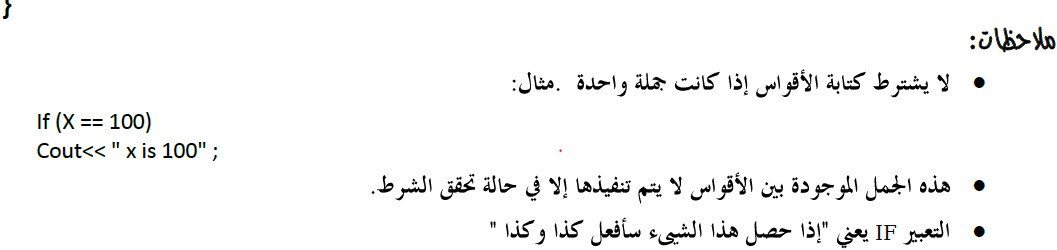 }
ملاحظات:
• لا يشترط كتابة الأقواس إذا كانت جملة واحدة .مثال:
If (X == 100)
Cout<< " x is 100" ;
• هذه الجمل الموجودة بين الأقواس لا يتم تنفيذها إلا في حالة تحقق الشرط.
• التعبير IF يعني "إذا حصل هذا الشييء سأفعل كذا وكذا "